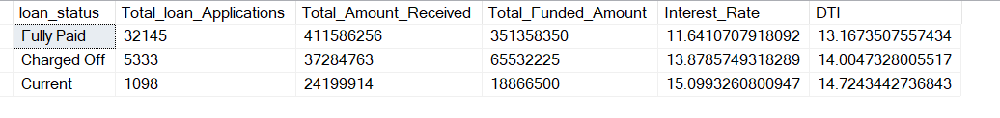 loan_status Total_loan_Applications Total_Amount_Received Total_Funded_Amount Interest_Rate DTI
Fully Paid 32145 411586256 351358350 11.6410707918092 13.1673507557434
Charged Off 5333 37284763 65532225 13.8785749318289 14.0047328005517
Current 1098 24199914 18866500 15.0993260800947 14.7243442736843